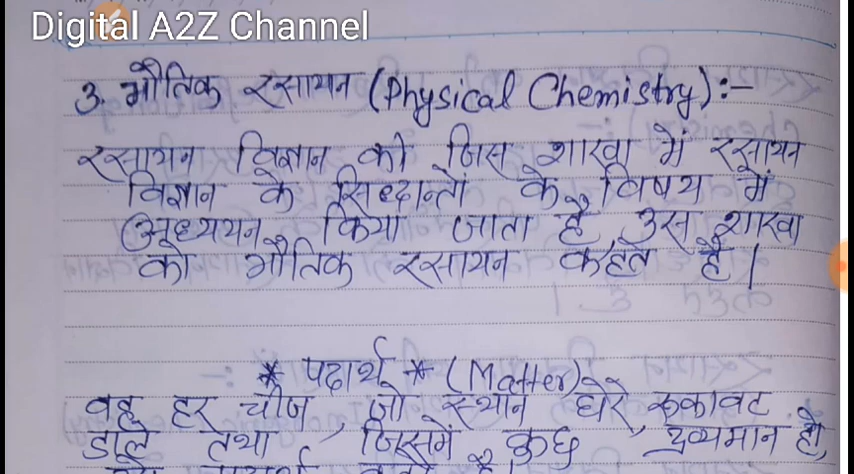 Digital A2Z Channel
3. भौतिक रसायन (Physical Chemistry) :-
रसायन विज्ञान की जिस शाखा में रसायन
विज्ञान के सिद्धान्तों के विषय में
अध्ययन किया जाता है, उस शाखा
को भौतिक रसायन कहते है।
* पदार्थ * (Matter)
वह हर चीज, जो स्थान घेरे, रूकावट
डाले तथा जिसमें कुछ द्रव्यमान हो,